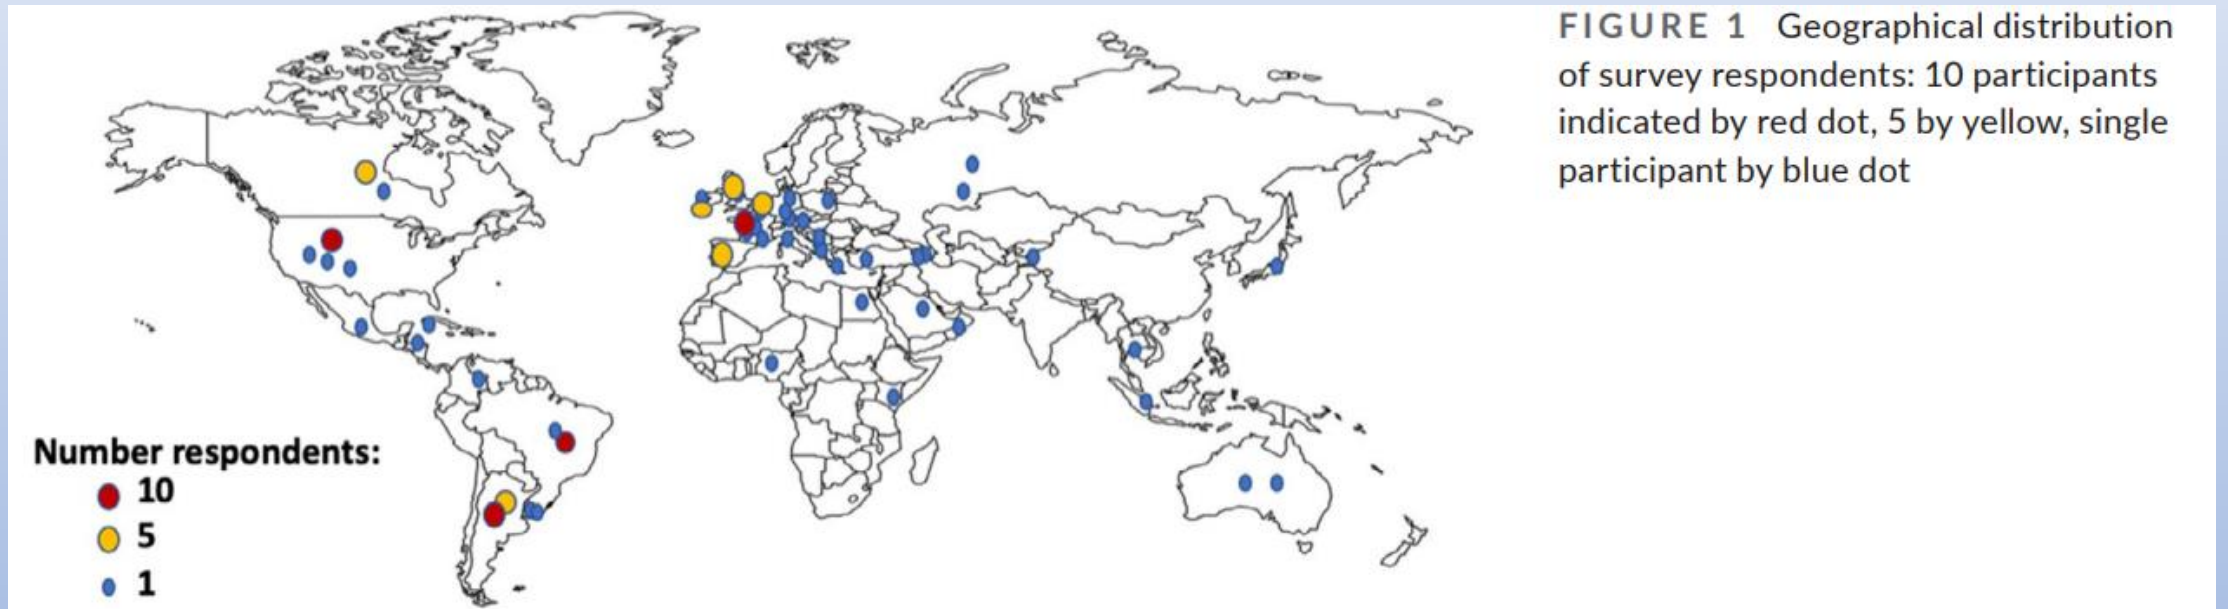 FIGURE 1 Geographical distribution
of survey respondents: 10 participants
indicated by red dot, 5 by yellow, single
participant by blue dot
Number respondents:
10
5
1